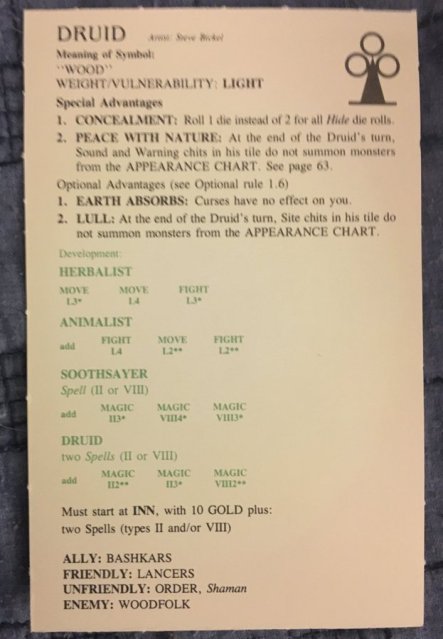 DRUID Artist: Steve Bickel
Meaning of Symbol:
"WOOD"
WEIGHT/VULNERABILITY: LIGHT
Special Advantages
1. CONCEALMENT: Roll 1 die instead of 2 for all Hide die rolls.
2. PEACE WITH NATURE: At the end of the Druid's turn,
Sound and Warning chits in his tile do not summon monsters
from the APPEARANCE CHART. See page 63.
Optional Advantages (see Optional rule 1.6)
1. EARTH ABSORBS: Curses have no effect on you.
2. LULL: At the end of the Druid's turn, Site chits in his tile do
not summon monsters from the APPEARANCE CHART.
Development:
HERBALIST
MOVE MOVE FIGHT
L3* L4 L3*
ANIMALIST
add FIGHT MOVE FIGHT
L4 L2** L2**
SOOTHSAYER
Spell (II or VIII)
add MAGIC MAGIC MAGIC
II3* VIII4* VIII3*
DRUID
two Spells (II or VIII)
add MAGIC MAGIC MAGIC
II2** II3* VIII2**
Must start at INN, with 10 GOLD plus:
two Spells (types II and/or VIII)
ALLY: BASHKARS
FRIENDLY: LANCERS
UNFRIENDLY: ORDER, Shaman
ENEMY: WOODFOLK